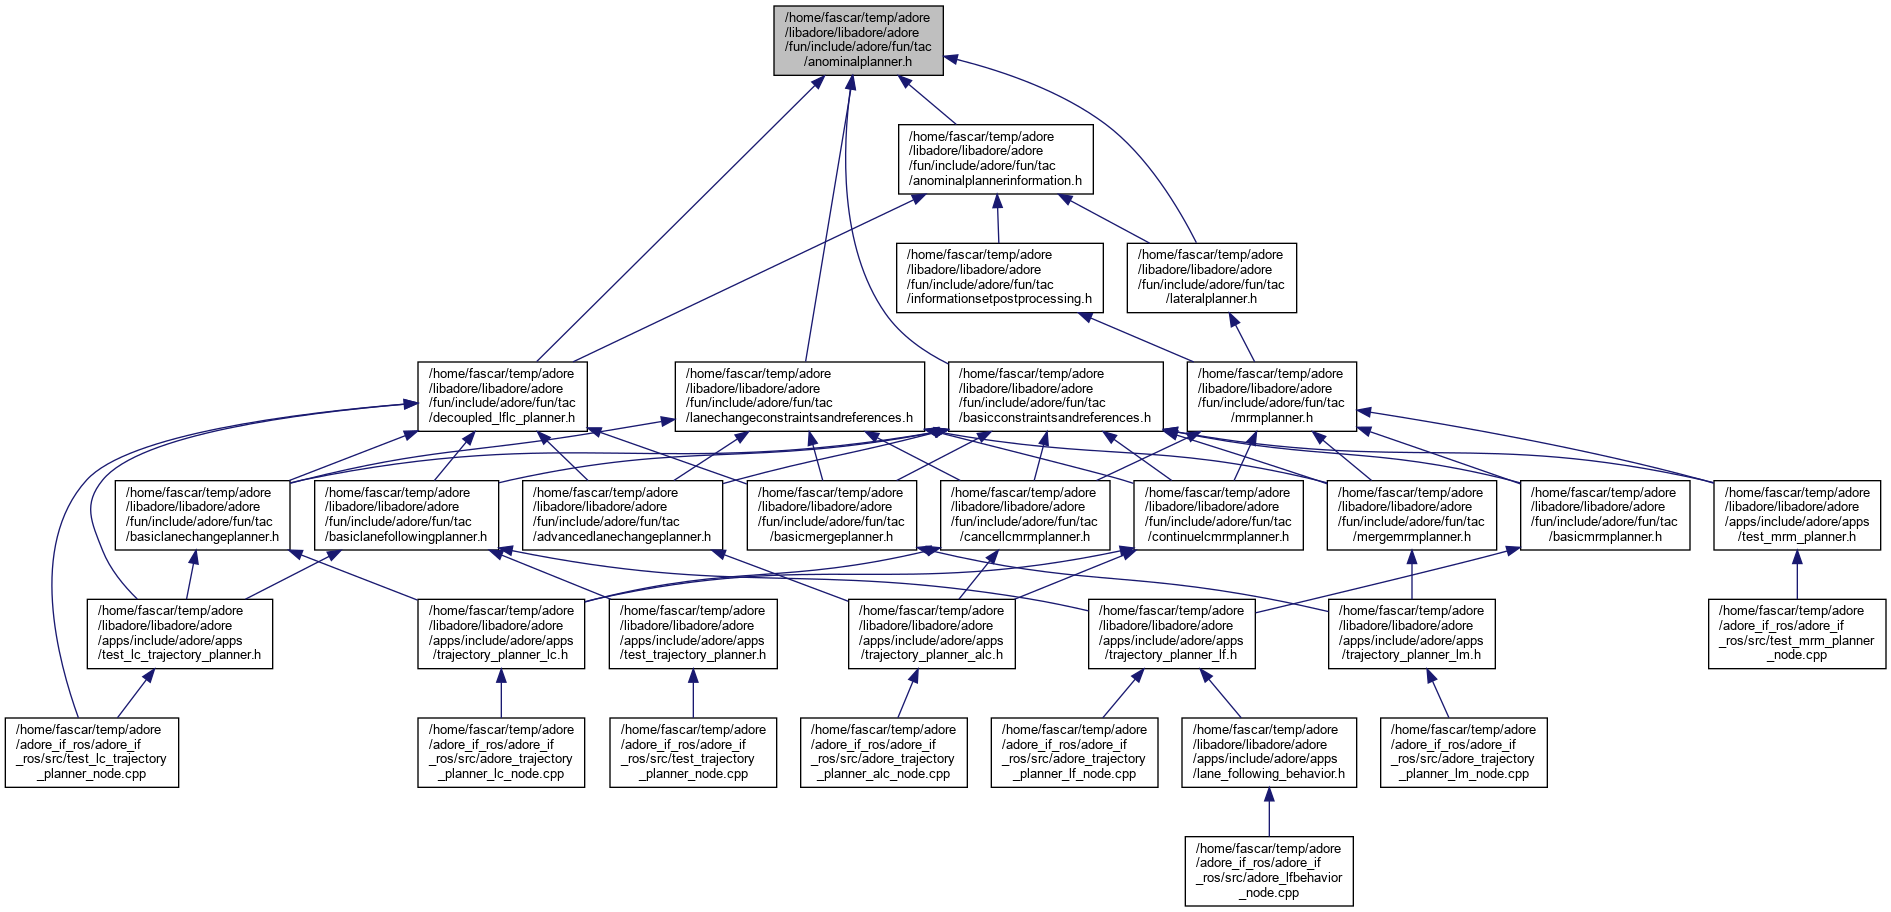 /home/fascar/temp/adore
/libadore/libadore/adore
/fun/include/adore/fun/tac
/anominalplanner.h
/home/fascar/temp/adore
/libadore/libadore/adore
/fun/include/adore/fun/tac
/anominalplannerinformation.h
/home/fascar/temp/adore
/libadore/libadore/adore
/fun/include/adore/fun/tac
/informationsetpostprocessing.h
/home/fascar/temp/adore
/libadore/libadore/adore
/fun/include/adore/fun/tac
/lateralplanner.h
/home/fascar/temp/adore
/libadore/libadore/adore
/fun/include/adore/fun/tac
/decoupled_lflc_planner.h
/home/fascar/temp/adore
/libadore/libadore/adore
/fun/include/adore/fun/tac
/lanechangeconstraintsandreferences.h
/home/fascar/temp/adore
/libadore/libadore/adore
/fun/include/adore/fun/tac
/basicconstraintsandreferences.h
/home/fascar/temp/adore
/libadore/libadore/adore
/fun/include/adore/fun/tac
/mrmplanner.h
/home/fascar/temp/adore
/libadore/libadore/adore
/fun/include/adore/fun/tac
/basiclanechangeplanner.h
/home/fascar/temp/adore
/libadore/libadore/adore
/fun/include/adore/fun/tac
/basiclanefollowingplanner.h
/home/fascar/temp/adore
/libadore/libadore/adore
/fun/include/adore/fun/tac
/advancedlanechangeplanner.h
/home/fascar/temp/adore
/libadore/libadore/adore
/fun/include/adore/fun/tac
/basicmergeplanner.h
/home/fascar/temp/adore
/libadore/libadore/adore
/fun/include/adore/fun/tac
/cancellcmrmplanner.h
/home/fascar/temp/adore
/libadore/libadore/adore
/fun/include/adore/fun/tac
/continuelcmrmplanner.h
/home/fascar/temp/adore
/libadore/libadore/adore
/fun/include/adore/fun/tac
/mergemrmplanner.h
/home/fascar/temp/adore
/libadore/libadore/adore
/fun/include/adore/fun/tac
/basicmrmplanner.h
/home/fascar/temp/adore
/libadore/libadore/adore
/apps/include/adore/apps
/test_mrm_planner.h
/home/fascar/temp/adore
/libadore/libadore/adore
/apps/include/adore/apps
/test_lc_trajectory_planner.h
/home/fascar/temp/adore
/libadore/libadore/adore
/apps/include/adore/apps
/trajectory_planner_lc.h
/home/fascar/temp/adore
/libadore/libadore/adore
/apps/include/adore/apps
/test_trajectory_planner.h
/home/fascar/temp/adore
/libadore/libadore/adore
/apps/include/adore/apps
/trajectory_planner_alc.h
/home/fascar/temp/adore
/libadore/libadore/adore
/apps/include/adore/apps
/trajectory_planner_lf.h
/home/fascar/temp/adore
/libadore/libadore/adore
/apps/include/adore/apps
/trajectory_planner_lm.h
/home/fascar/temp/adore
/adore_if_ros/adore_if
_ros/src/test_mrm_planner
_node.cpp
/home/fascar/temp/adore
/adore_if_ros/adore_if
_ros/src/test_lc_trajectory
_planner_node.cpp
/home/fascar/temp/adore
/adore_if_ros/adore_if
_ros/src/adore_trajectory
_planner_lc_node.cpp
/home/fascar/temp/adore
/adore_if_ros/adore_if
_ros/src/test_trajectory
_planner_node.cpp
/home/fascar/temp/adore
/adore_if_ros/adore_if
_ros/src/adore_trajectory
_planner_alc_node.cpp
/home/fascar/temp/adore
/adore_if_ros/adore_if
_ros/src/adore_trajectory
_planner_lf_node.cpp
/home/fascar/temp/adore
/libadore/libadore/adore
/apps/include/adore/apps
/lane_following_behavior.h
/home/fascar/temp/adore
/adore_if_ros/adore_if
_ros/src/adore_trajectory
_planner_lm_node.cpp
/home/fascar/temp/adore
/adore_if_ros/adore_if
_ros/src/adore_lfbehavior
_node.cpp